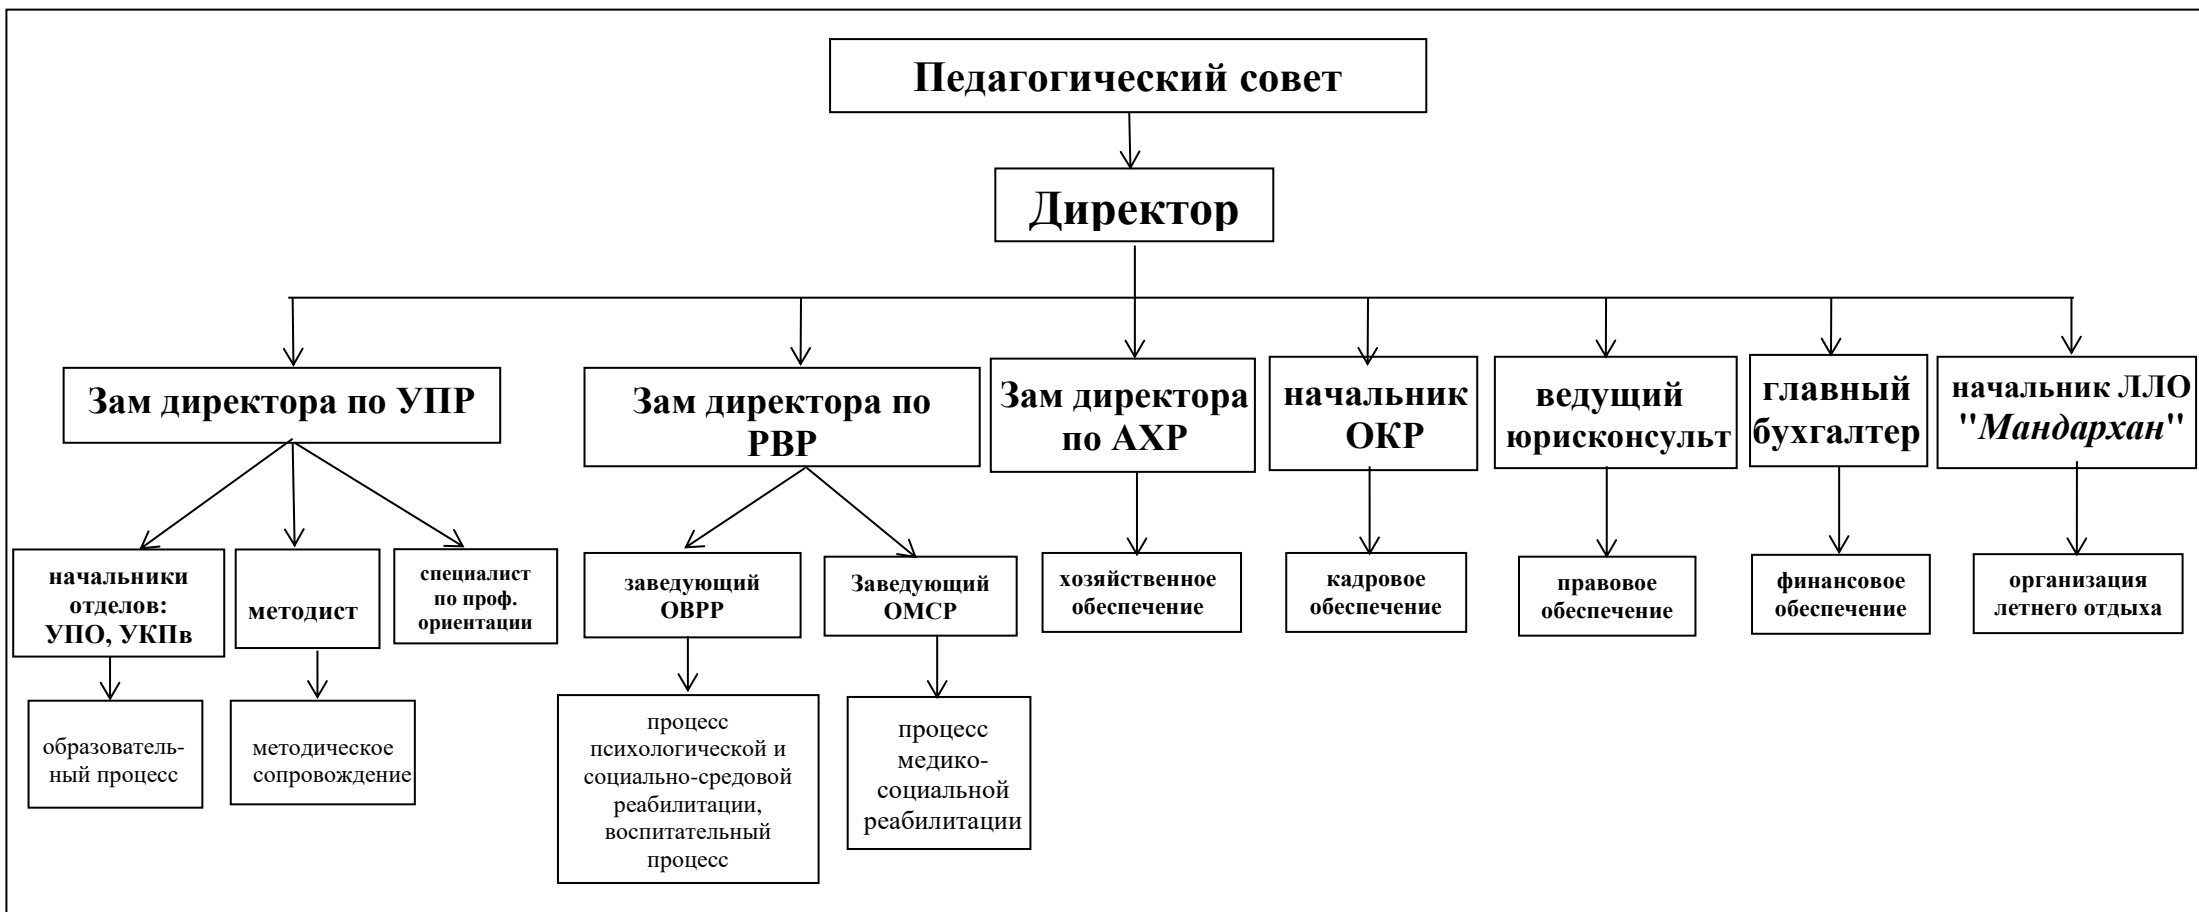 Педагогический совет
Директор
Зам директора по УПР
Зам директора по
РВР
Зам директора
по АХР
начальник
ОКР
ведущий
юрисконсульт
главный
бухгалтер
начальник ЛЛО
"Мандархан"
начальники
отделов:
УПО, УКПв
методист
специалист
по проф.
ориентации
заведующий
ОВРР
Заведующий
ОМСР
хозяйственное
обеспечение
кадровое
обеспечение
правовое
обеспечение
финансовое
обеспечение
организация
летнего отдыха
образователь-
ный процесс
методическое
сопровождение
процесс
психологической и
социально-средовой
реабилитации,
воспитательный
процесс
процесс
медико-
социальной
реабилитации